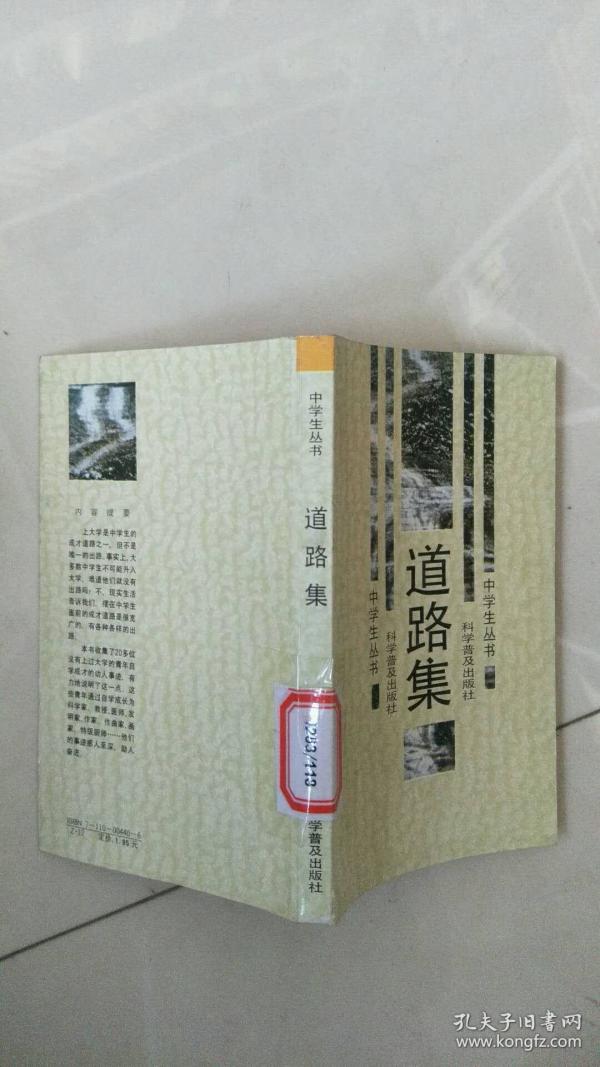 内容提要
上大学是中学生的
成才道路之一，但不是
唯一的出路。事实上，大
多数中学生不可能升入
大学，难道他们就没有
出路吗？不，现实生活
告诉我们，摆在中学生
面前的成才道路是很宽
广的，有各种各样的出
路。
本书收集了20多位
没有上过大学的青年自
学成才的动人事迹，有
力地说明了这一点。这
些青年通过自学成长为
科学家、教授、医师、发
明家、作家、作曲家、画
家、特级厨师……他们
的事迹感人至深，励人
奋进。
ISBN 7-110-00440-6
定价：1.95元
中学生丛书
道路集
1253/113
学普及出版社
中学生丛书
科学普及出版社
道路集
科学普及出版社
中学生丛书
孔夫子旧书网
www.kongfz.com